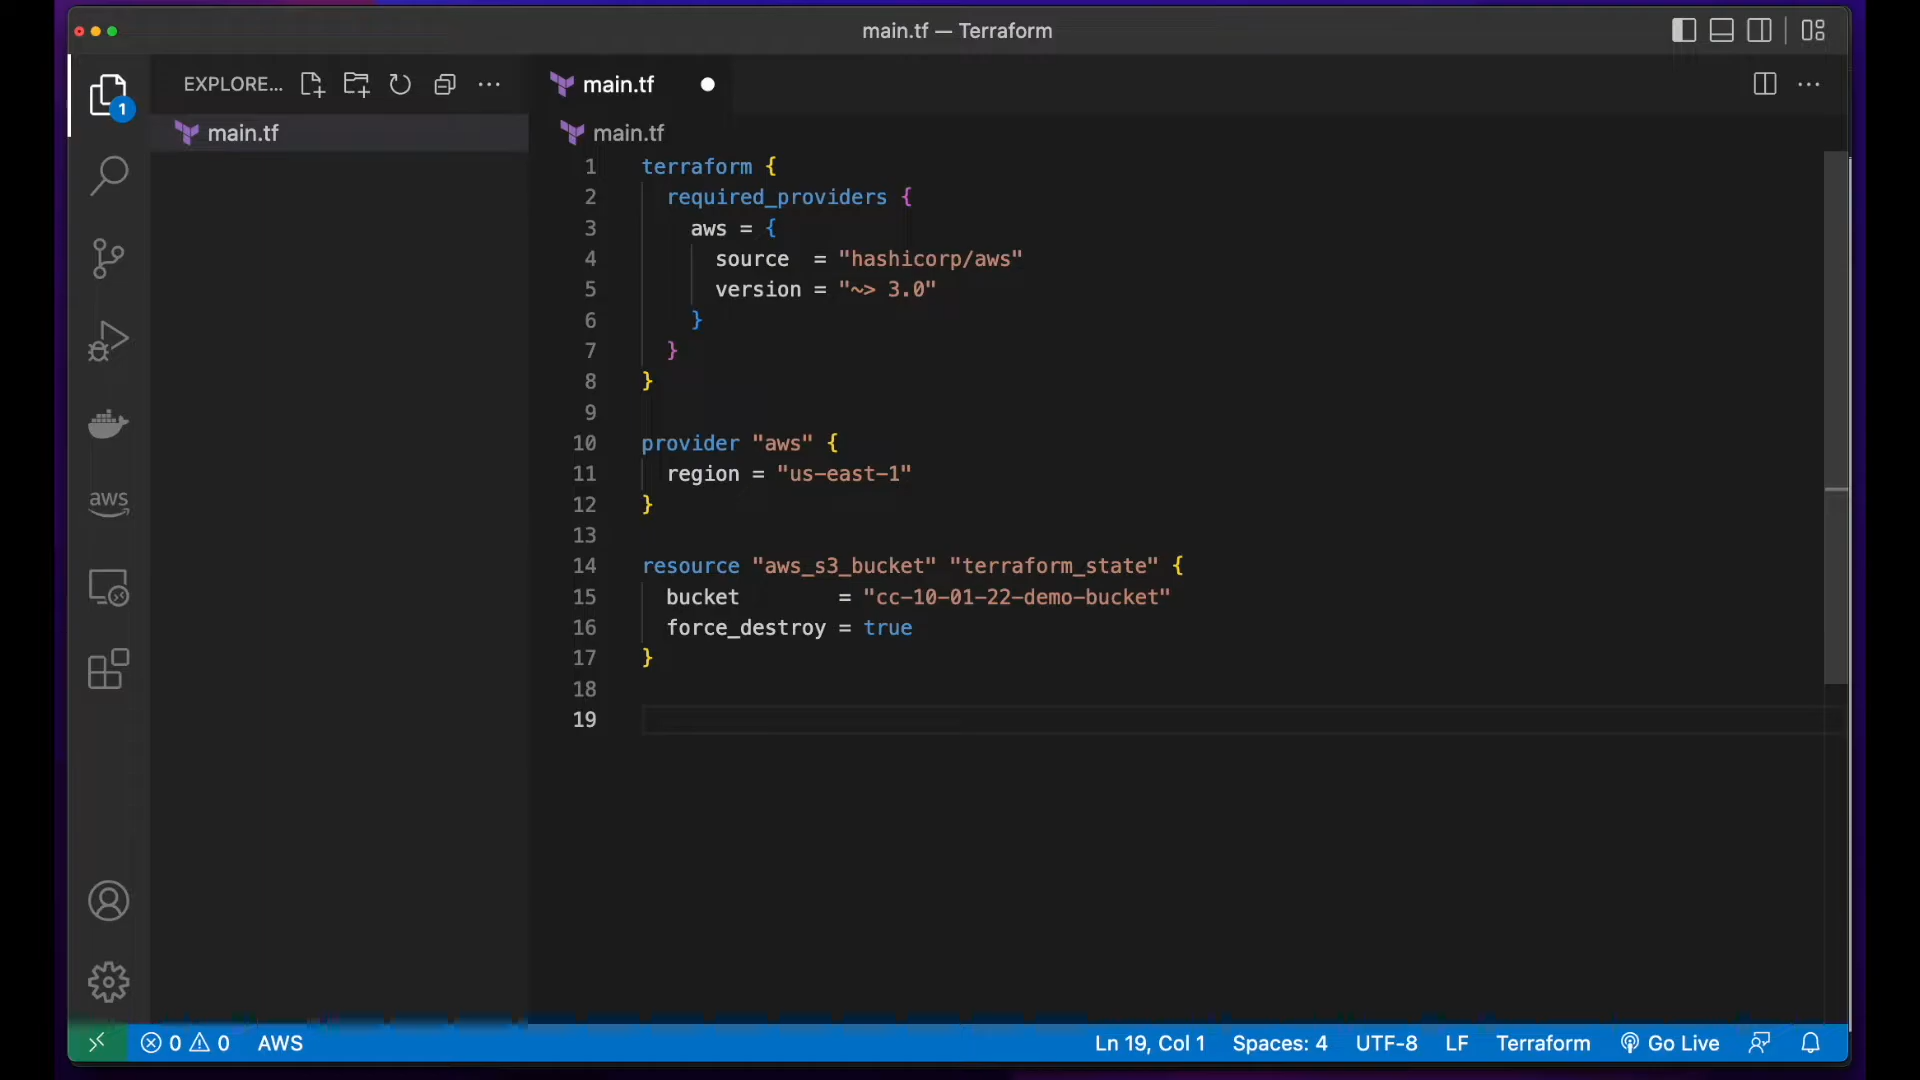 main.tf — Terraform
EXPLORE...
main.tf
main.tf
main.tf
1
1 terraform {
2 required_providers {
3 aws = {
4 source  = "hashicorp/aws"
5 version = "~> 3.0"
6 }
7 }
8 }
9
10 provider "aws" {
11 region = "us-east-1"
12 }
13
14 resource "aws_s3_bucket" "terraform_state" {
15 bucket        = "cc-10-01-22-demo-bucket"
16 force_destroy = true
17 }
18
19
aws
0 0 AWS Ln 19, Col 1 Spaces: 4 UTF-8 LF Terraform Go Live